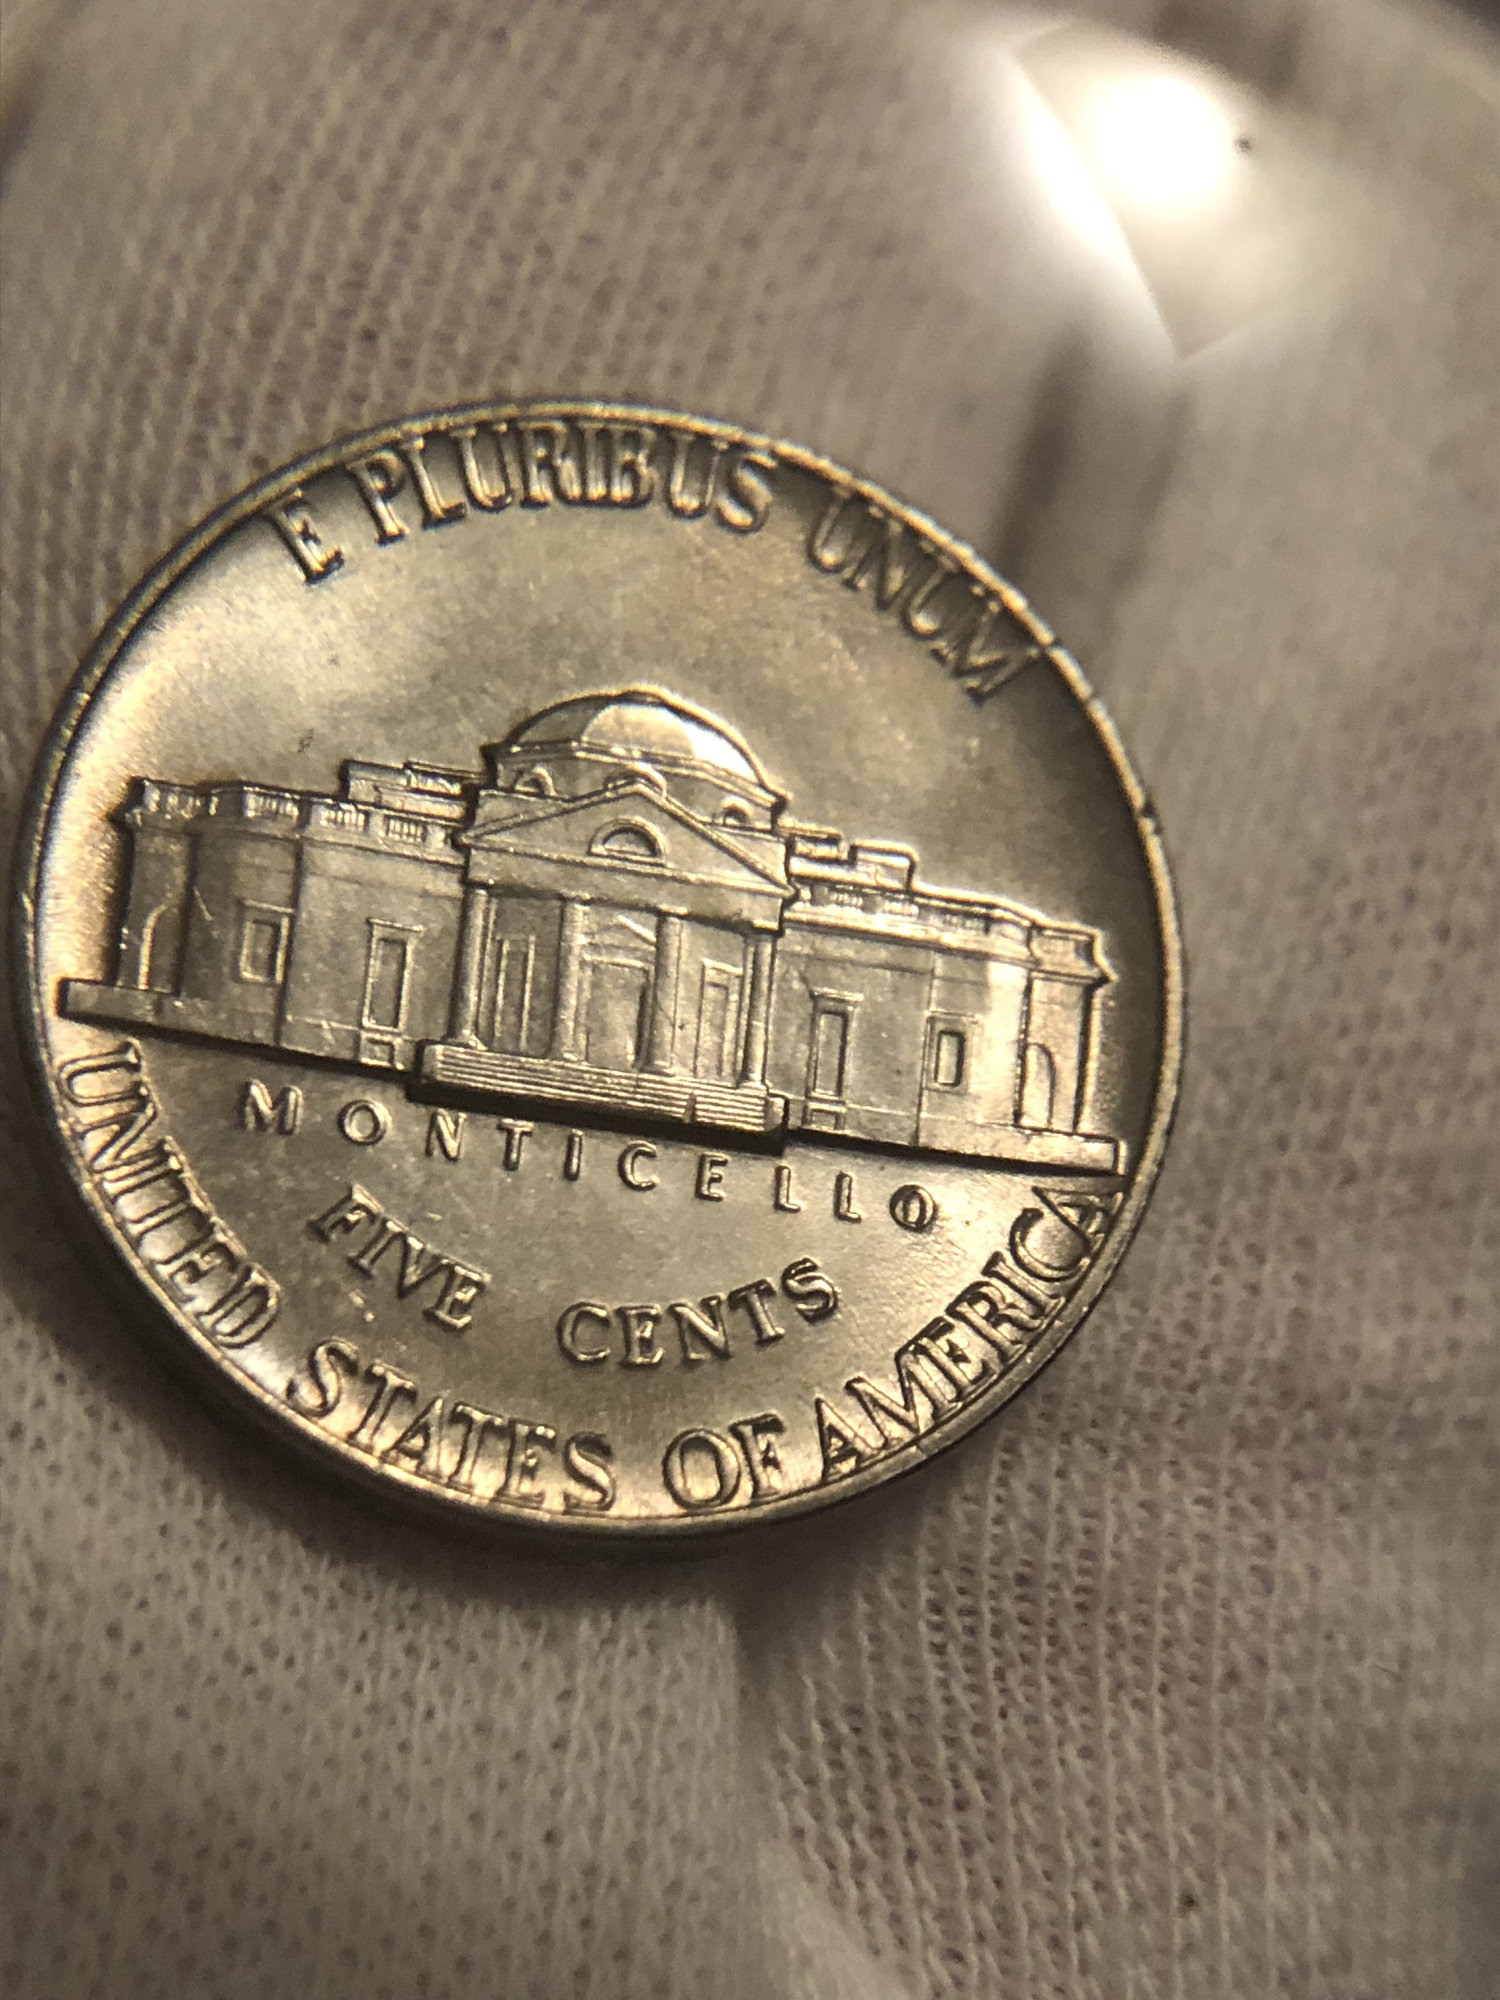 E PLURIBUS UNUM
MONTICELLO
FIVE CENTS
UNITED STATES OF AMERICA